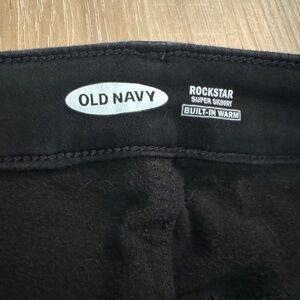 OLD NAVY
ROCKSTAR
SUPER SKINNY
BUILT-IN WARM